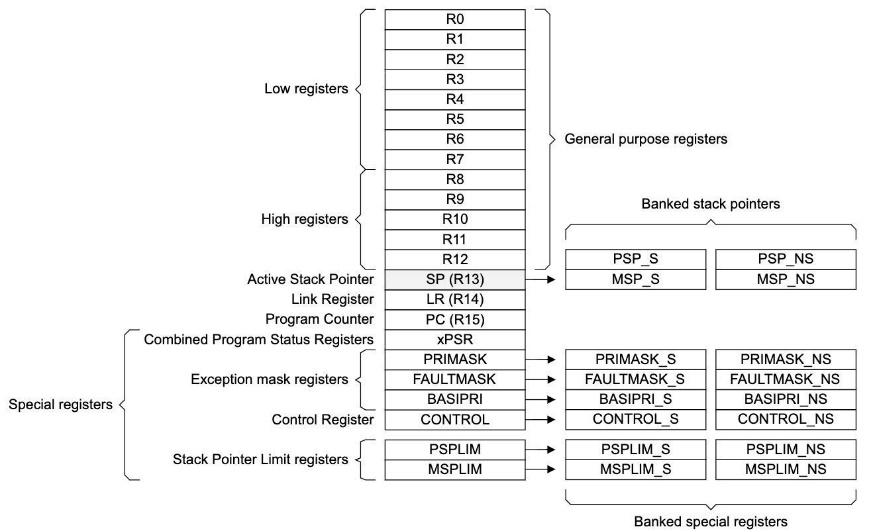 R0
R1
R2
R3
Low registers
R4
R5
R6
General purpose registers
R7
R8
R9
Banked stack pointers
High registers
R10
R11
R12
PSP_S
PSP_NS
Active Stack Pointer
SP (R13)
MSP_S
MSP_NS
Link Register
LR (R14)
Program Counter
PC (R15)
Combined Program Status Registers
xPSR
PRIMASK
PRIMASK_S
PRIMASK_NS
Exception mask registers
FAULTMASK
FAULTMASK_S
FAULTMASK_NS
BASIPRI
BASIPRI_S
BASIPRI_NS
Special registers
Control Register
CONTROL
CONTROL_S
CONTROL_NS
Stack Pointer Limit registers
PSPLIM
PSPLIM_S
PSPLIM_NS
MSPLIM
MSPLIM_S
MSPLIM_NS
Banked special registers